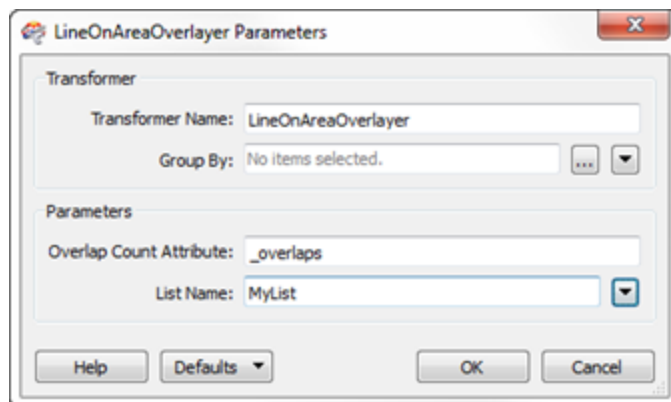 LineOnAreaOverlayer Parameters
Transformer
Transformer Name: LineOnAreaOverlayer
Group By: No items selected. ...
Parameters
Overlap Count Attribute: _overlaps
List Name: MyList
Help Defaults OK Cancel